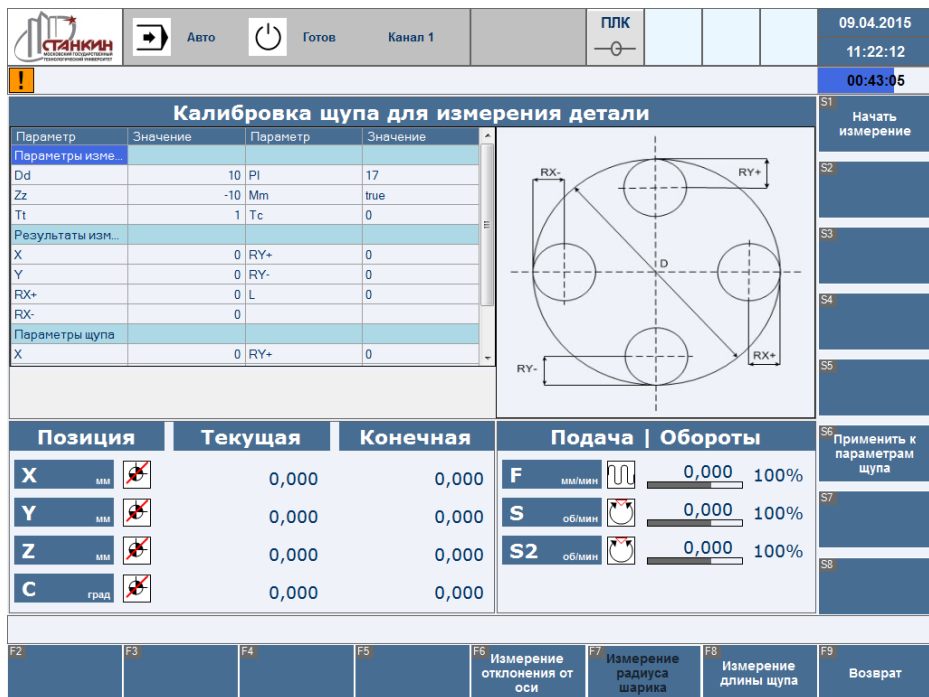 СТАНКИН
МОСКОВСКИЙ ГОСУДАРСТВЕННЫЙ
ТЕХНОЛОГИЧЕСКИЙ УНИВЕРСИТЕТ
Авто Готов Канал 1 ПЛК 09.04.2015
11:22:12
! 00:43:05
Калибровка щупа для измерения детали
Параметр Значение Параметр Значение
Параметры изме...
Dd 10 Pl 17
Zz -10 Mm true
Tt 1 Tc 0
Результаты изм...
X 0 RY+ 0
Y 0 RY- 0
RX+ 0 L 0
RX- 0
Параметры щупа
X 0 RY+ 0
RX- RY+
D
RY- RX+
S1 Начать
измерение
S2
S3
S4
S5
S6 Применить к
параметрам
щупа
S7
S8
Позиция Текущая Конечная
X мм 0,000 0,000
Y мм 0,000 0,000
Z мм 0,000 0,000
C град 0,000 0,000
Подача | Обороты
F мм/мин 0,000 100%
S об/мин 0,000 100%
S2 об/мин 0,000 100%
F2
F3
F4
F5
F6 Измерение
отклонения от
оси
F7 Измерение
радиуса
шарика
F8 Измерение
длины щупа
F9 Возврат